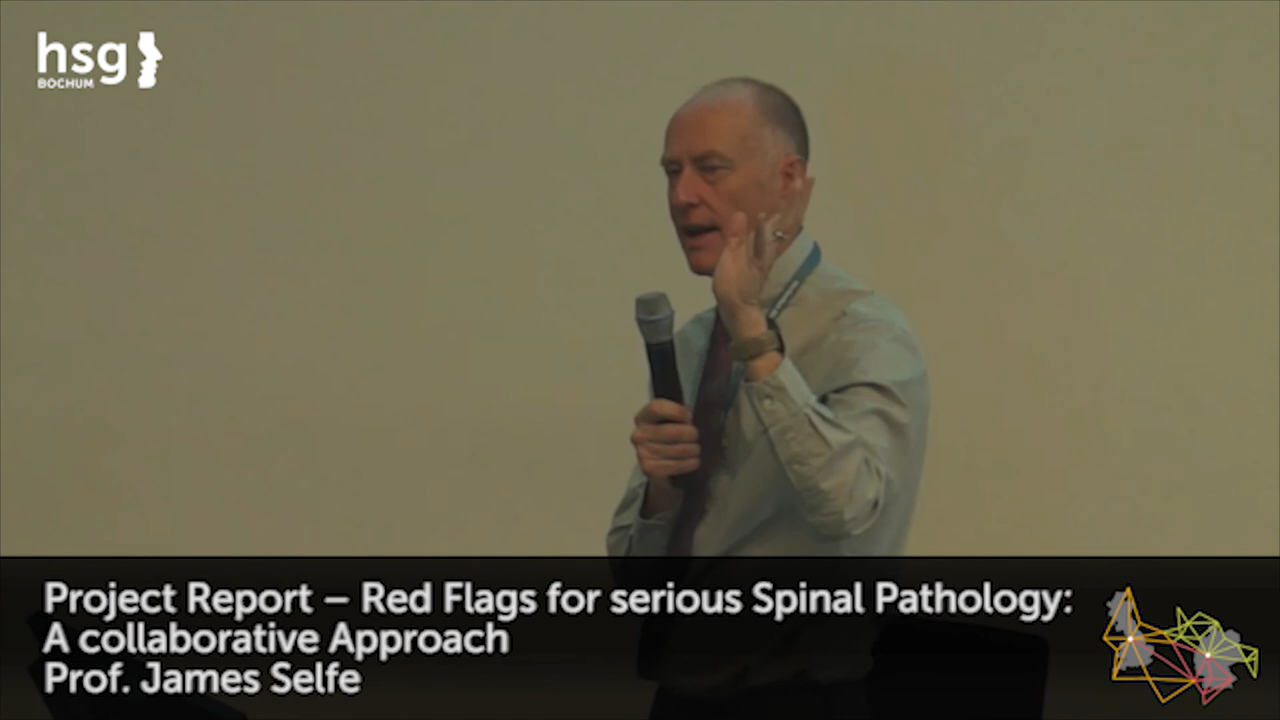 hsg
BOCHUM
Project Report – Red Flags for serious Spinal Pathology:
A collaborative Approach
Prof. James Selfe